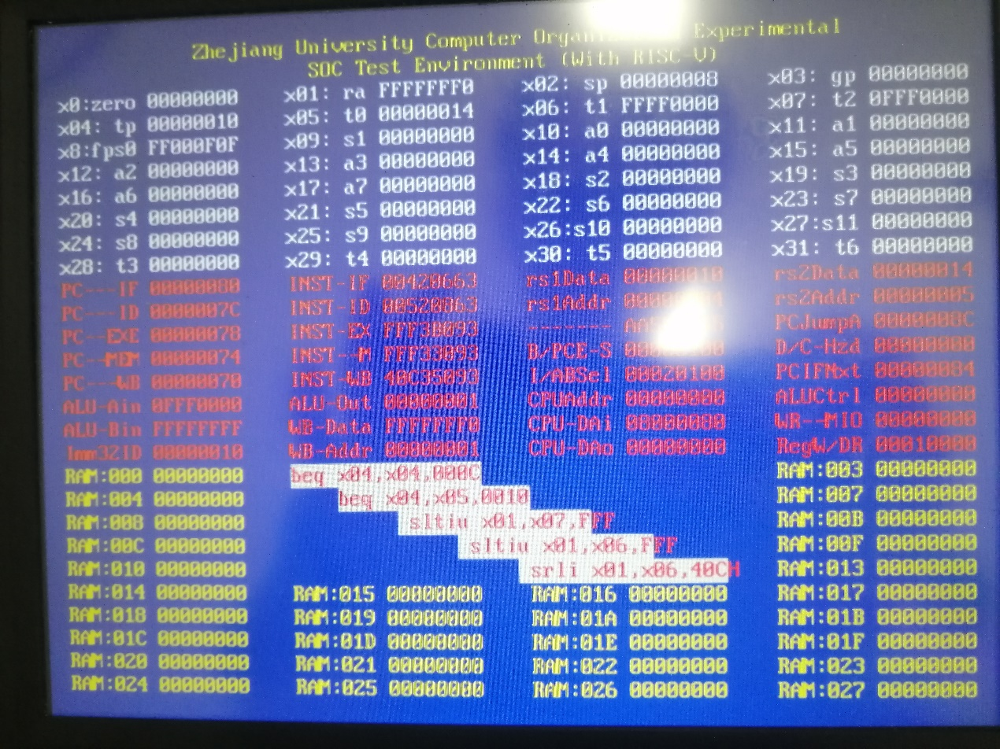 Zhejiang University Computer Experimental
SOC Test Environment (With RISC-V)
x0:zero 00000000 x01: ra FFFFFFF0 x02: sp 00000008 x03: gp 00000000
x04: tp 00000010 x05: t0 00000014 x06: t1 FFFF0000 x07: t2 0FFF0000
x8:fps0 FF000F0F x09: s1 00000000 x10: a0 00000000 x11: a1 00000000
x12: a2 00000000 x13: a3 00000000 x14: a4 00000000 x15: a5 00000000
x16: a6 00000000 x17: a7 00000000 x18: s2 00000000 x19: s3 00000000
x20: s4 00000000 x21: s5 00000000 x22: s6 00000000 x23: s7 00000000
x24: s8 00000000 x25: s9 00000000 x26:s10 00000000 x27:s11 00000000
x28: t3 00000000 x29: t4 00000000 x30: t5 00000000 x31: t6 00000000
PC---IF 00000080 INST-IF 00420663 rs1Data 00000010 rs2Data 00000014
PC---ID 0000007C INST-ID 00520863 rs1Addr rs2Addr 00000005
PC--EXE 00000078 INST-EX FFF3B093 ------- PCJumpA 0000008C
PC--MEM 00000074 INST--M FFF33093 B/PCE-S D/C-Hzd 00000000
PC---WB 00000070 INST-WB 40C35093 I/ABSel 00020100 PCIFNxt 00000084
ALU-Ain 0FFF0000 ALU-Out 00000001 CPUAddr 00000000 ALUCtrl 00000000
ALU-Bin FFFFFFFF WB-Data FFFFFFF0 CPU-DAi 08000080 WR--MIO 00000000
Imm32ID 00000010 WB-Addr 00000001 CPU-DAo 00000000 RegW/DR 00010000
RAM:000 00000000 beq x04,x04,000C RAM:003 00000000
RAM:004 00000000 beq x04,x05,0010 RAM:007 00000000
RAM:008 00000000 sltiu x01,x07,FFF RAM:00B 00000000
RAM:00C 00000000 sltiu x01,x06,FFF RAM:00F 00000000
RAM:010 00000000 srli x01,x06,40CH RAM:013 00000000
RAM:014 00000000 RAM:015 00000000 RAM:016 00000000 RAM:017 00000000
RAM:018 00000000 RAM:019 00000000 RAM:01A 00000000 RAM:01B 00000000
RAM:01C 00000000 RAM:01D 00000000 RAM:01E 00000000 RAM:01F 00000000
RAM:020 00000000 RAM:021 00000000 RAM:022 00000000 RAM:023 00000000
RAM:024 00000000 RAM:025 00000000 RAM:026 00000000 RAM:027 00000000